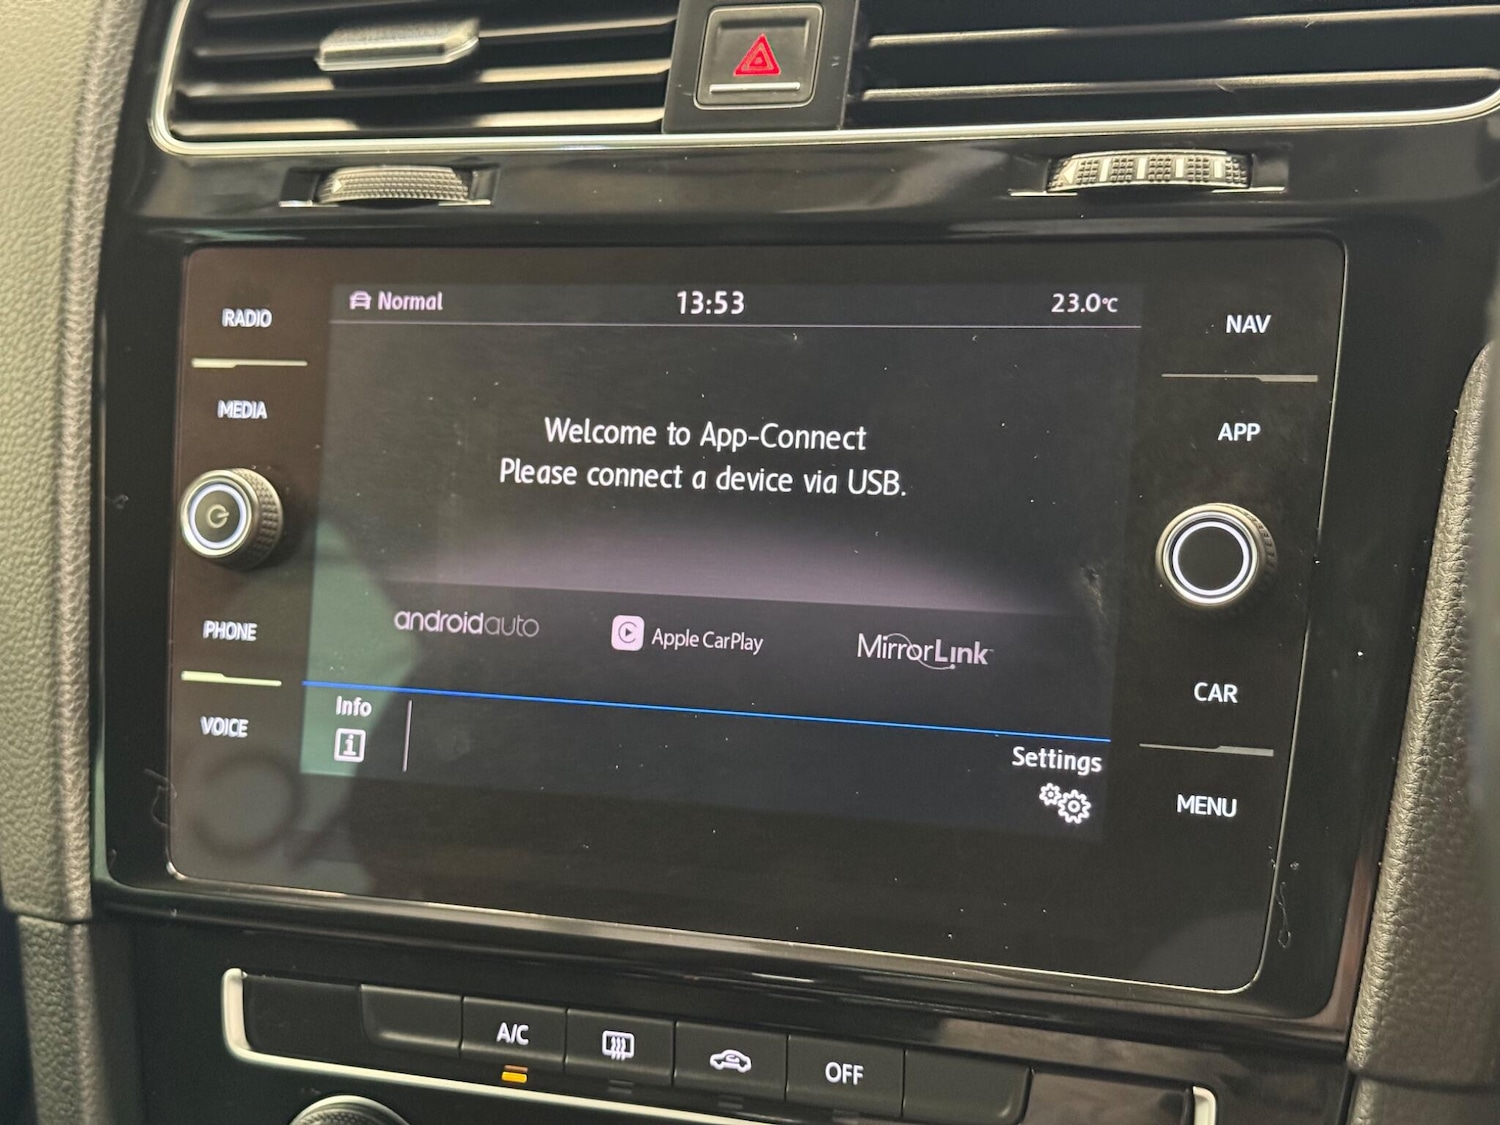 Normal 13:53 23.0°C
RADIO
MEDIA
PHONE
VOICE
Welcome to App-Connect
Please connect a device via USB.
androidauto
Apple CarPlay
MirrorLink
Info
Settings
NAV
APP
CAR
MENU
A/C
OFF